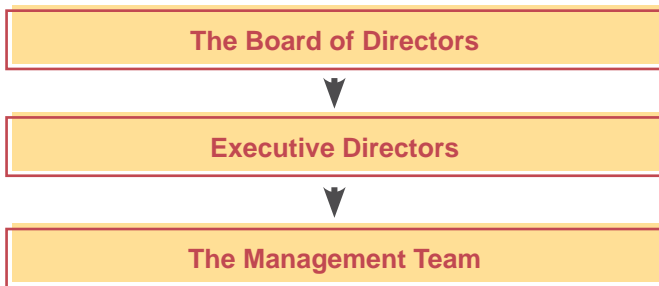 The Board of Directors
Executive Directors
The Management Team